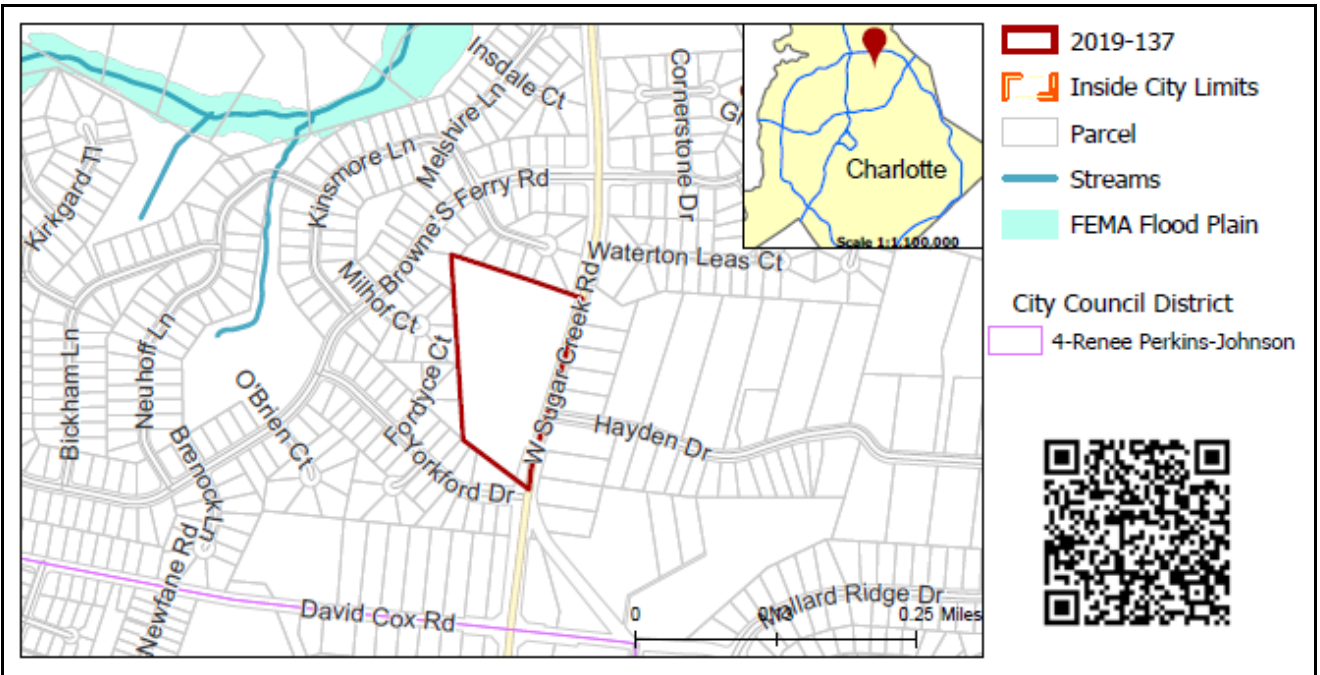 Insdale Ct
Melshire Ln
Cornerstone Dr
Gl
Kinsmore Ln
Kirkgard Tl
Browne'S Ferry Rd
Waterton Leas Ct
Milhof Ct
W Sugar Creek Rd
Neuhoff Ln
Bickham Ln
Fordyce Ct
O'Brien Ct
Hayden Dr
Yorkford Dr
Brenock Ln
Newfane Rd
David Cox Rd
Mallard Ridge Dr
0 0.13 0.25 Miles
Charlotte
Scale 1:1,100,000
2019-137
Inside City Limits
Parcel
Streams
FEMA Flood Plain
City Council District
4-Renee Perkins-Johnson